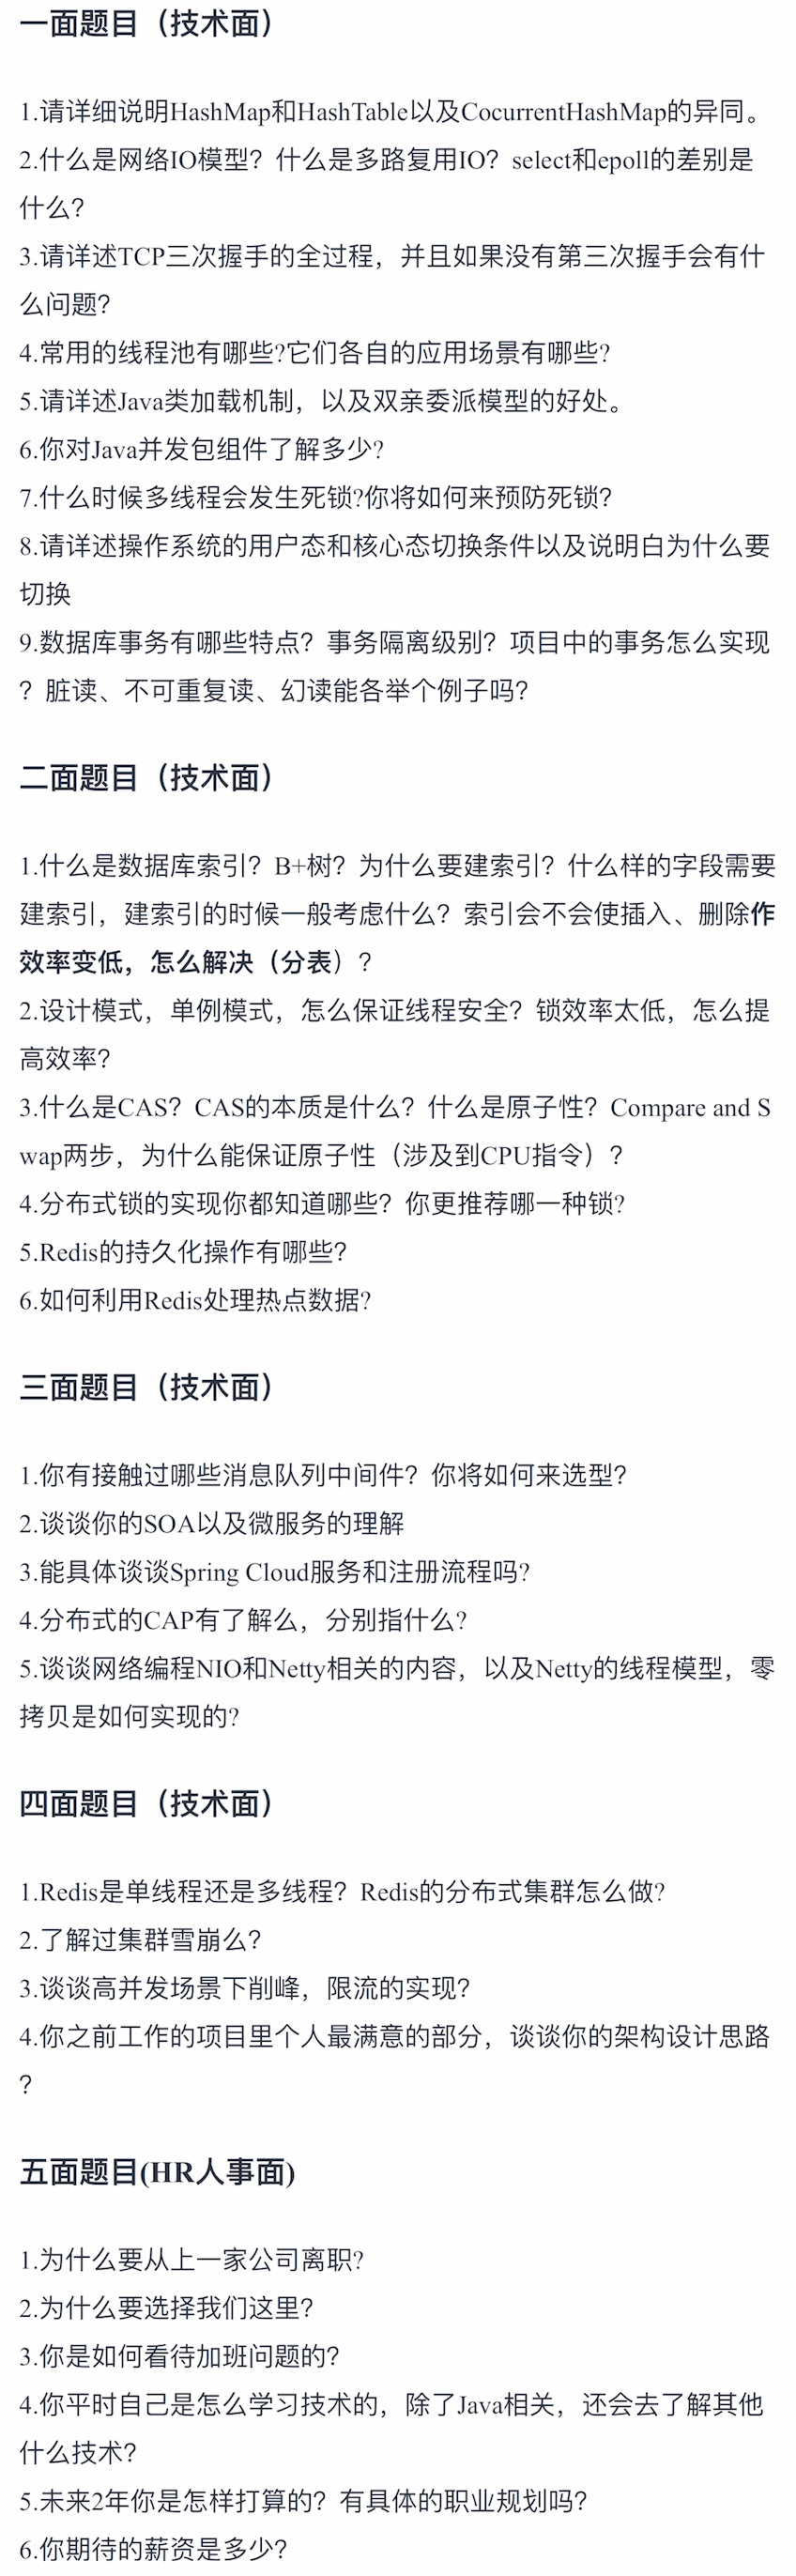 一面题目（技术面）
1.请详细说明HashMap和HashTable以及CocurrentHashMap的异同。
2.什么是网络IO模型？什么是多路复用IO？select和epoll的差别是
什么？
3.请详述TCP三次握手的全过程，并且如果没有第三次握手会有什
么问题？
4.常用的线程池有哪些?它们各自的应用场景有哪些?
5.请详述Java类加载机制，以及双亲委派模型的好处。
6.你对Java并发包组件了解多少?
7.什么时候多线程会发生死锁?你将如何来预防死锁?
8.请详述操作系统的用户态和核心态切换条件以及说明白为什么要
切换
9.数据库事务有哪些特点？事务隔离级别？项目中的事务怎么实现
？脏读、不可重复读、幻读能各举个例子吗？
二面题目（技术面）
1.什么是数据库索引？B+树？为什么要建索引？什么样的字段需要
建索引，建索引的时候一般考虑什么？索引会不会使插入、删除作
效率变低，怎么解决（分表）？
2.设计模式，单例模式，怎么保证线程安全？锁效率太低，怎么提
高效率？
3.什么是CAS？CAS的本质是什么？什么是原子性？Compare and S
wap两步，为什么能保证原子性（涉及到CPU指令）？
4.分布式锁的实现你都知道哪些？你更推荐哪一种锁?
5.Redis的持久化操作有哪些？
6.如何利用Redis处理热点数据?
三面题目（技术面）
1.你有接触过哪些消息队列中间件？你将如何来选型？
2.谈谈你的SOA以及微服务的理解
3.能具体谈谈Spring Cloud服务和注册流程吗?
4.分布式的CAP有了解么，分别指什么?
5.谈谈网络编程NIO和Netty相关的内容，以及Netty的线程模型，零
拷贝是如何实现的?
四面题目（技术面）
1.Redis是单线程还是多线程？Redis的分布式集群怎么做?
2.了解过集群雪崩么？
3.谈谈高并发场景下削峰，限流的实现？
4.你之前工作的项目里个人最满意的部分，谈谈你的架构设计思路
？
五面题目(HR人事面)
1.为什么要从上一家公司离职?
2.为什么要选择我们这里？
3.你是如何看待加班问题的？
4.你平时自己是怎么学习技术的，除了Java相关，还会去了解其他
什么技术？
5.未来2年你是怎样打算的？有具体的职业规划吗？
6.你期待的薪资是多少？